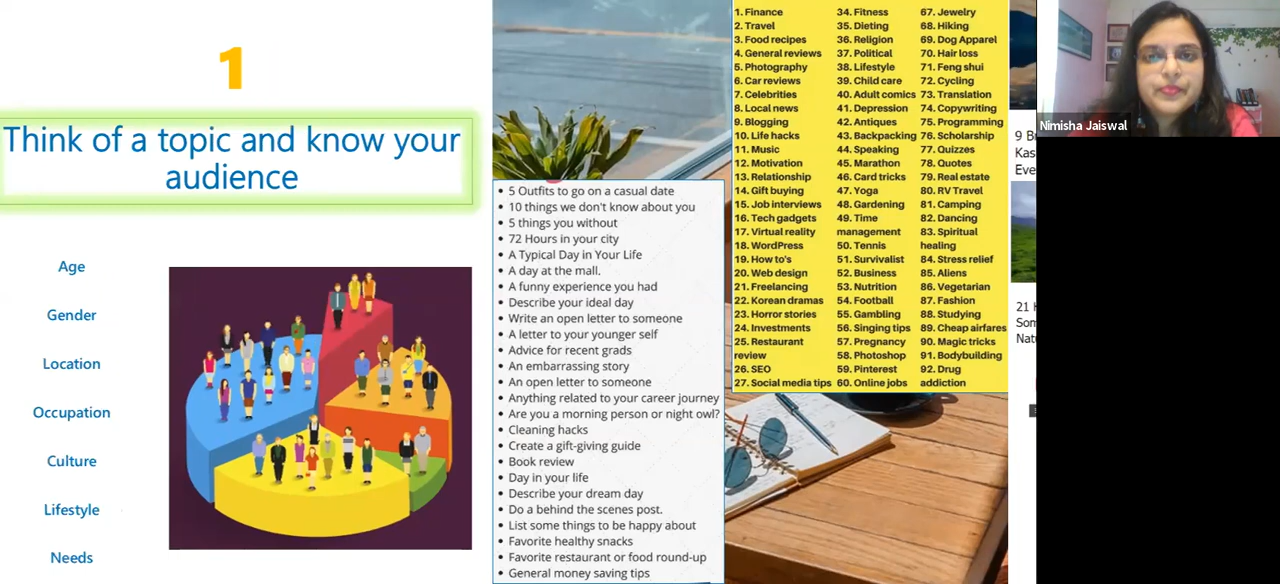 1
Think of a topic and know your
audience
Age
Gender
Location
Occupation
Culture
Lifestyle
Needs
• 5 Outfits to go on a casual date
• 10 things we don't know about you
• 5 things you without
• 72 Hours in your city
• A Typical Day in Your Life
• A day at the mall.
• A funny experience you had
• Describe your ideal day
• Write an open letter to someone
• A letter to your younger self
• Advice for recent grads
• An embarrassing story
• An open letter to someone
• Anything related to your career journey
• Are you a morning person or night owl?
• Cleaning hacks
• Create a gift-giving guide
• Book review
• Day in your life
• Describe your dream day
• Do a behind the scenes post.
• List some things to be happy about
• Favorite healthy snacks
• Favorite restaurant or food round-up
• General money saving tips
1. Finance
2. Travel
3. Food recipes
4. General reviews
5. Photography
6. Car reviews
7. Celebrities
8. Local news
9. Blogging
10. Life hacks
11. Music
12. Motivation
13. Relationship
14. Gift buying
15. Job interviews
16. Tech gadgets
17. Virtual reality
18. WordPress
19. How to's
20. Web design
21. Freelancing
22. Korean dramas
23. Horror stories
24. Investments
25. Restaurant
review
26. SEO
27. Social media tips
34. Fitness
35. Dieting
36. Religion
37. Political
38. Lifestyle
39. Child care
40. Adult comics
41. Depression
42. Antiques
43. Backpacking
44. Speaking
45. Marathon
46. Card tricks
47. Yoga
48. Gardening
49. Time
management
50. Tennis
51. Survivalist
52. Business
53. Nutrition
54. Football
55. Gambling
56. Singing tips
57. Pregnancy
58. Photoshop
59. Pinterest
60. Online jobs
67. Jewelry
68. Hiking
69. Dog Apparel
70. Hair loss
71. Feng shui
72. Cycling
73. Translation
74. Copywriting
75. Programming
76. Scholarship
77. Quizzes
78. Quotes
79. Real estate
80. RV Travel
81. Camping
82. Dancing
83. Spiritual
healing
84. Stress relief
85. Aliens
86. Vegetarian
87. Fashion
88. Studying
89. Cheap airfares
90. Magic tricks
91. Bodybuilding
92. Drug
addiction
9 B
Kas
Eve
21
Som
Natu
Nimisha Jaiswal